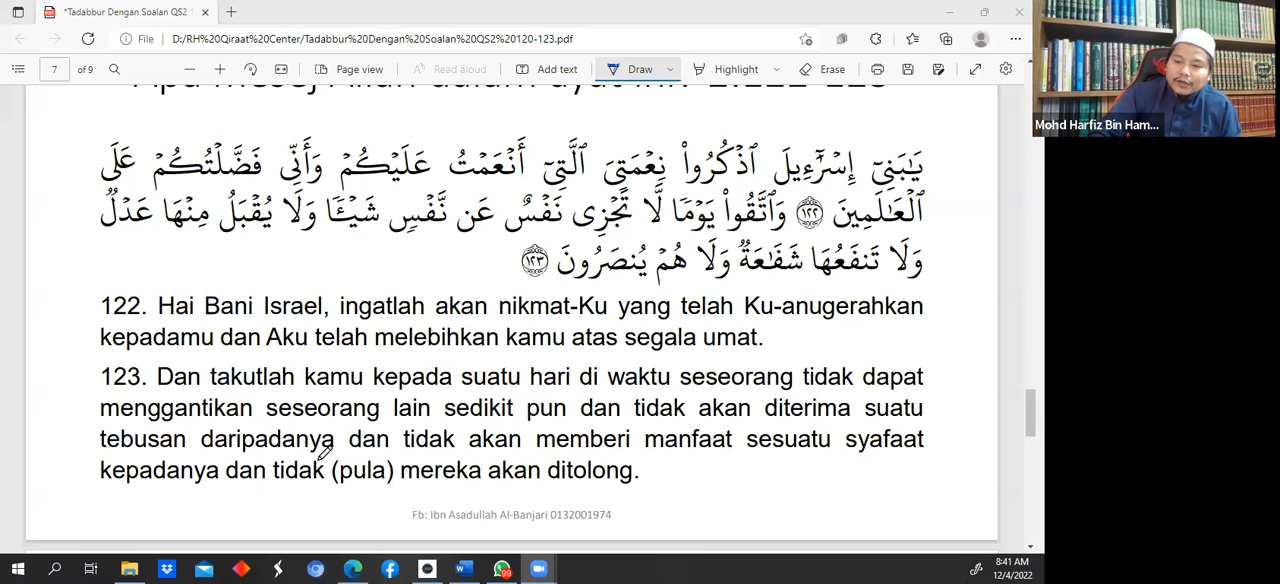 *Tadabbur Dengan Soalan QS2
File D:/RH%20Qiraat%20Center/Tadabbur%20Dengan%20Soalan%20QS2%20120-123.pdf
7 of 9 Page view Read aloud Add text Draw Highlight Erase
Mohd Harfiz Bin Ham...
يَٰبَنِيٓ إِسۡرَٰٓءِيلَ ٱذۡكُرُواْ نِعۡمَتِيَ ٱلَّتِيٓ أَنۡعَمۡتُ عَلَيۡكُمۡ وَأَنِّي فَضَّلۡتُكُمۡ عَلَى
ٱلۡعَٰلَمِينَ ١٢٢ وَٱتَّقُواْ يَوۡمٗا لَّا تَجۡزِي نَفۡسٌ عَن نَّفۡسٖ شَيۡـٔٗا وَلَا يُقۡبَلُ مِنۡهَا عَدۡلٞ
وَلَا تَنفَعُهَا شَفَٰعَةٞ وَلَا هُمۡ يُنصَرُونَ ١٢٣
122. Hai Bani Israel, ingatlah akan nikmat-Ku yang telah Ku-anugerahkan
kepadamu dan Aku telah melebihkan kamu atas segala umat.
123. Dan takutlah kamu kepada suatu hari di waktu seseorang tidak dapat
menggantikan seseorang lain sedikit pun dan tidak akan diterima suatu
tebusan daripadanya dan tidak akan memberi manfaat sesuatu syafaat
kepadanya dan tidak (pula) mereka akan ditolong.
Fb: Ibn Asadullah Al-Banjari 0132001974
99
8:41 AM
12/4/2022